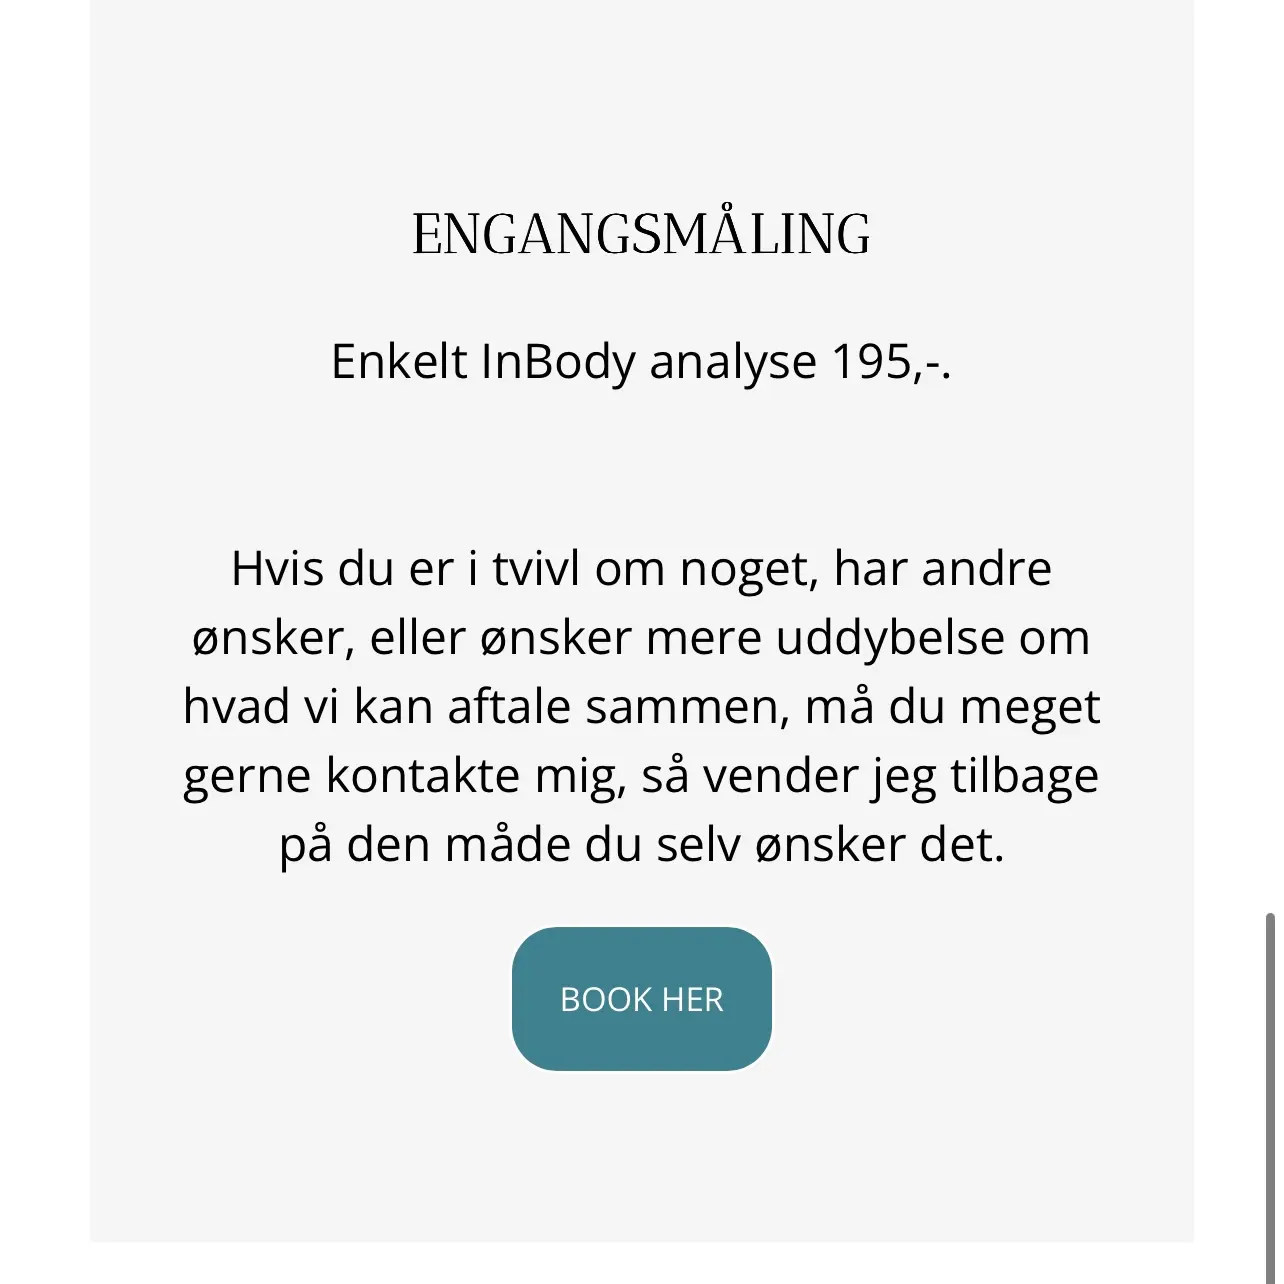 ENGANGSMÅLING
Enkelt InBody analyse 195,-.
Hvis du er i tvivl om noget, har andre
ønsker, eller ønsker mere uddybelse om
hvad vi kan aftale sammen, må du meget
gerne kontakte mig, så vender jeg tilbage
på den måde du selv ønsker det.
BOOK HER